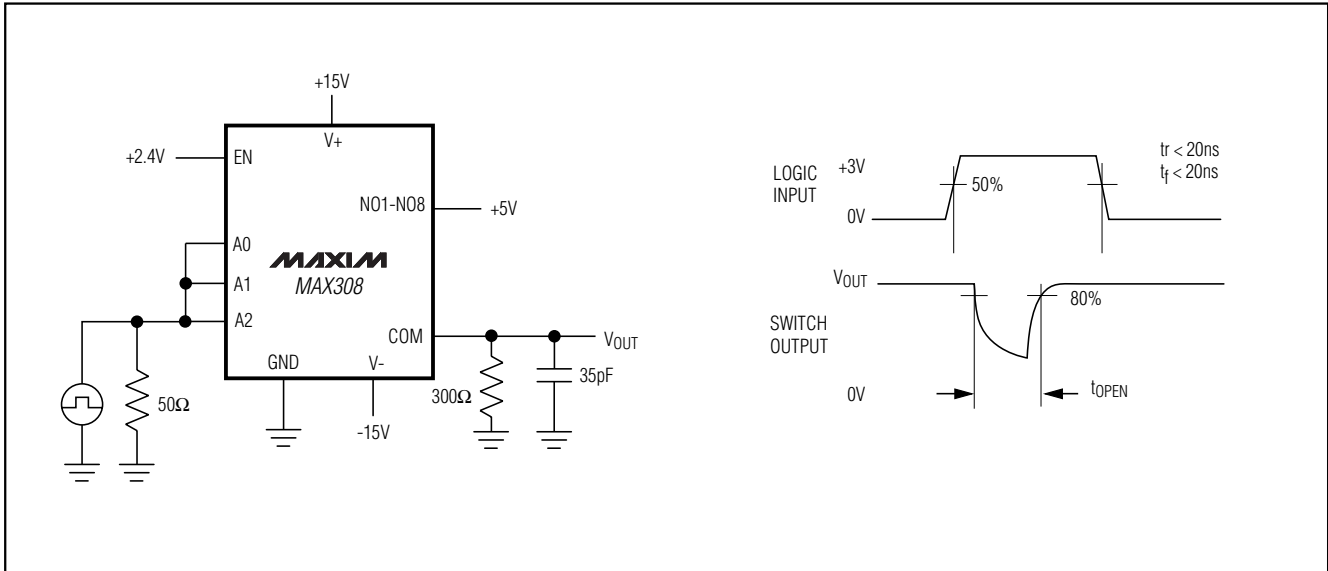 +15V
V+
+2.4V
EN
NO1-NO8
+5V
A0
MAXIM
A1
MAX308
A2
COM
VOUT
GND
V-
50Ω
300Ω
35pF
-15V
LOGIC
INPUT
+3V
50%
0V
tr < 20ns
tf < 20ns
VOUT
80%
SWITCH
OUTPUT
0V
tOPEN